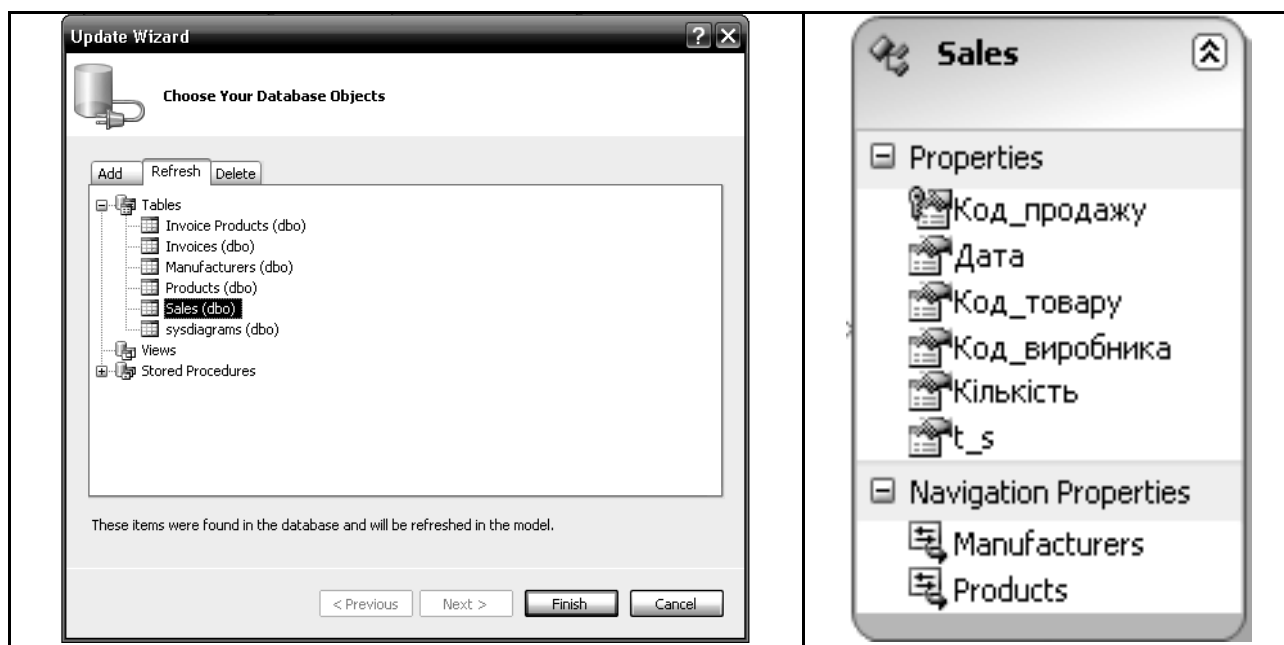 Update Wizard
Choose Your Database Objects
Add Refresh Delete
Tables
Invoice Products (dbo)
Invoices (dbo)
Manufacturers (dbo)
Products (dbo)
Sales (dbo)
sysdiagrams (dbo)
Views
Stored Procedures
These items were found in the database and will be refreshed in the model.
< Previous Next > Finish Cancel
Sales
Properties
Код_продажу
Дата
Код_товару
Код_виробника
Кількість
t_s
Navigation Properties
Manufacturers
Products